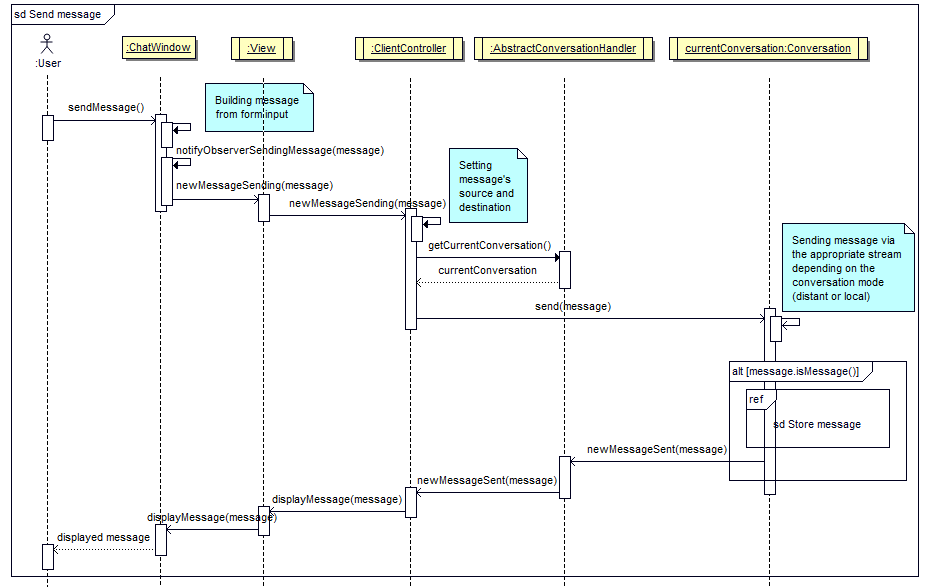 sd Send message
:User
:ChatWindow
:View
:ClientController
:AbstractConversationHandler
currentConversation:Conversation
sendMessage()
Building message
from form input
notifyObserverSendingMessage(message)
newMessageSending(message)
newMessageSending(message)
Setting
message's
source and
destination
getCurrentConversation()
currentConversation
Sending message via
the appropriate stream
depending on the
conversation mode
(distant or local)
send(message)
alt [message.isMessage()]
ref
sd Store message
newMessageSent(message)
newMessageSent(message)
displayMessage(message)
displayMessage(message)
displayed message